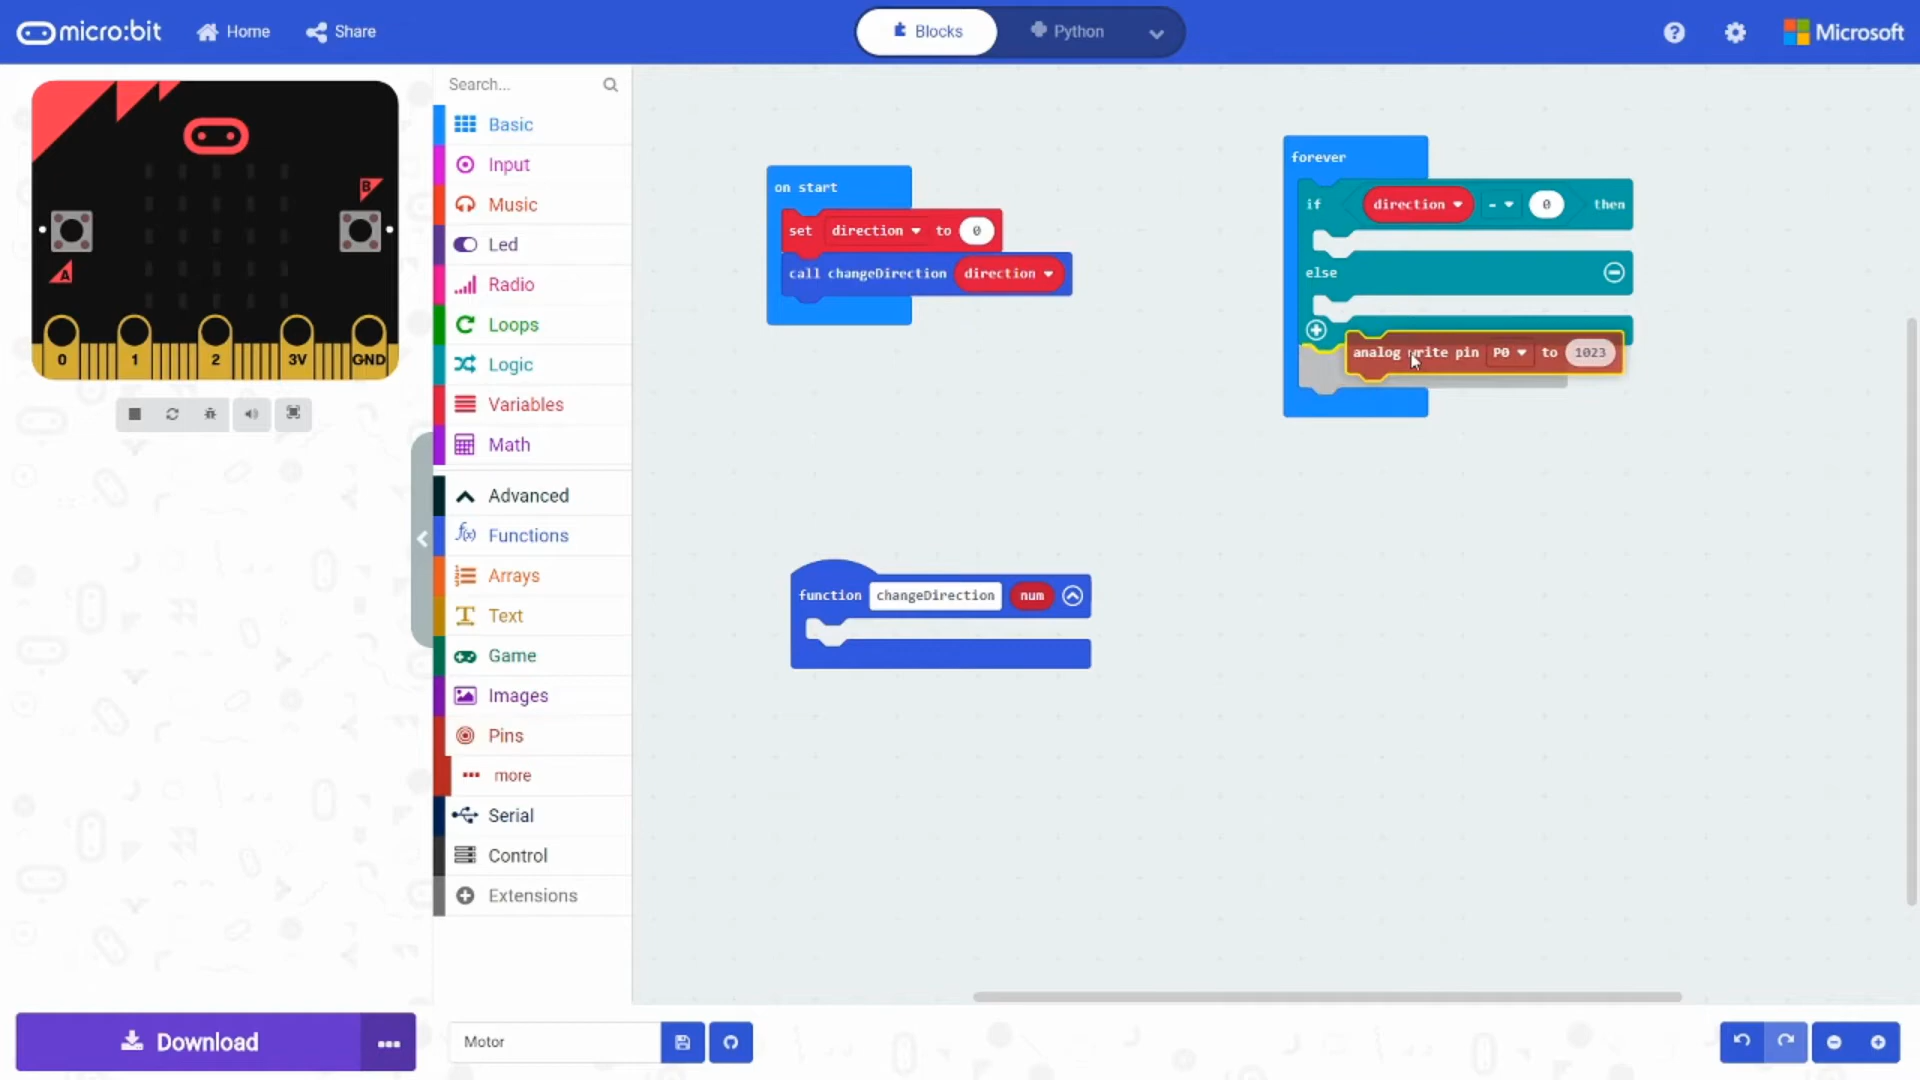 micro:bit Home Share Blocks Python Microsoft
Search...
Basic
Input
Music
Led
Radio
Loops
Logic
Variables
Math
Advanced
Functions
Arrays
Text
Game
Images
Pins
more
Serial
Control
Extensions
A
B
0 1 2 3V GND
on start
set direction to 0
call changeDirection direction
forever
if direction = 0 then
else
analog write pin P0 to 1023
function changeDirection num
Download
Motor